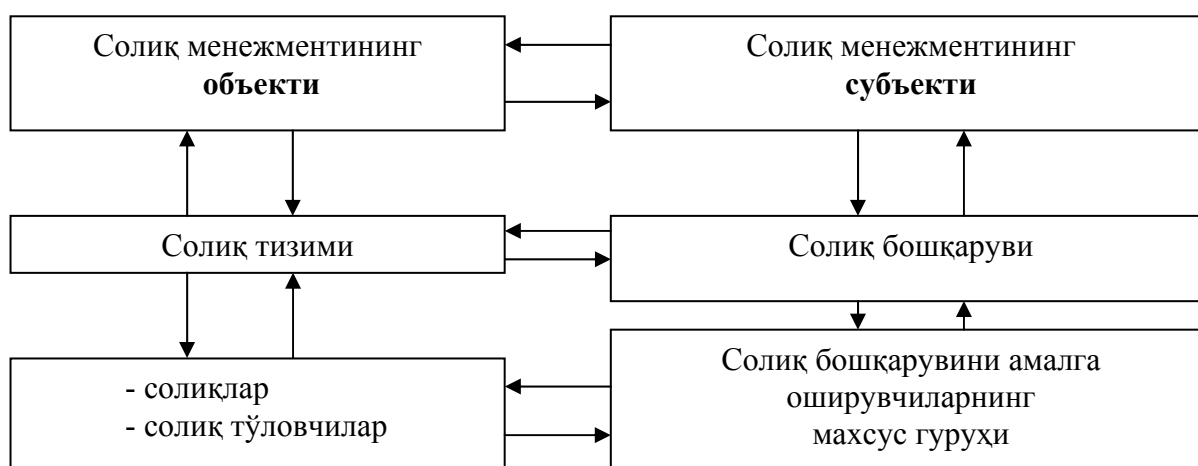 Солиқ менежментининг
объекти
Солиқ менежментининг
субъекти
Солиқ тизими
Солиқ бошқаруви
- солиқлар
- солиқ тўловчилар
Солиқ бошқарувини амалга
оширувчиларнинг
махсус гуруҳи